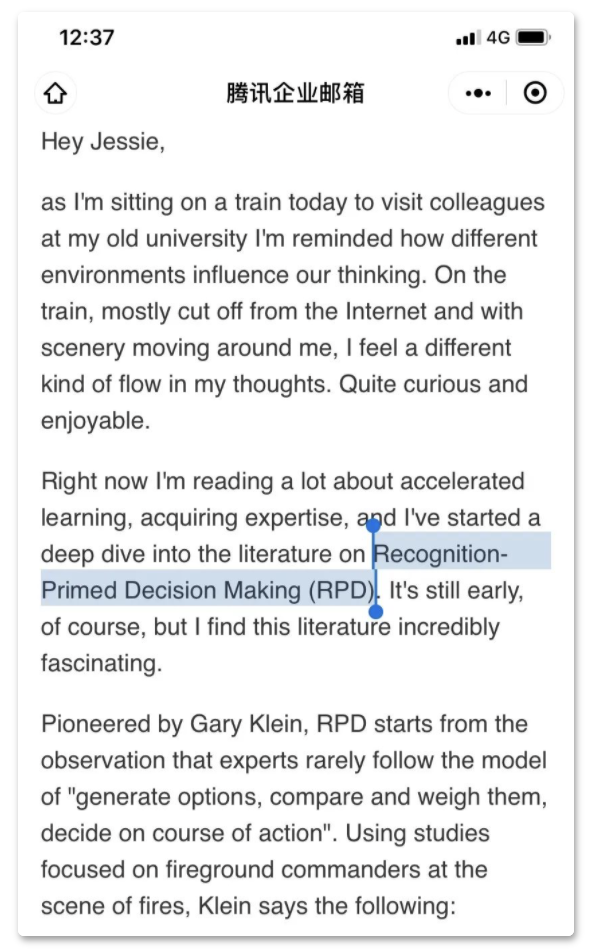 12:37
4G
腾讯企业邮箱
Hey Jessie,
as I'm sitting on a train today to visit colleagues
at my old university I'm reminded how different
environments influence our thinking. On the
train, mostly cut off from the Internet and with
scenery moving around me, I feel a different
kind of flow in my thoughts. Quite curious and
enjoyable.
Right now I'm reading a lot about accelerated
learning, acquiring expertise, and I've started a
deep dive into the literature on Recognition-
Primed Decision Making (RPD). It's still early,
of course, but I find this literature incredibly
fascinating.
Pioneered by Gary Klein, RPD starts from the
observation that experts rarely follow the model
of "generate options, compare and weigh them,
decide on course of action". Using studies
focused on fireground commanders at the
scene of fires, Klein says the following: